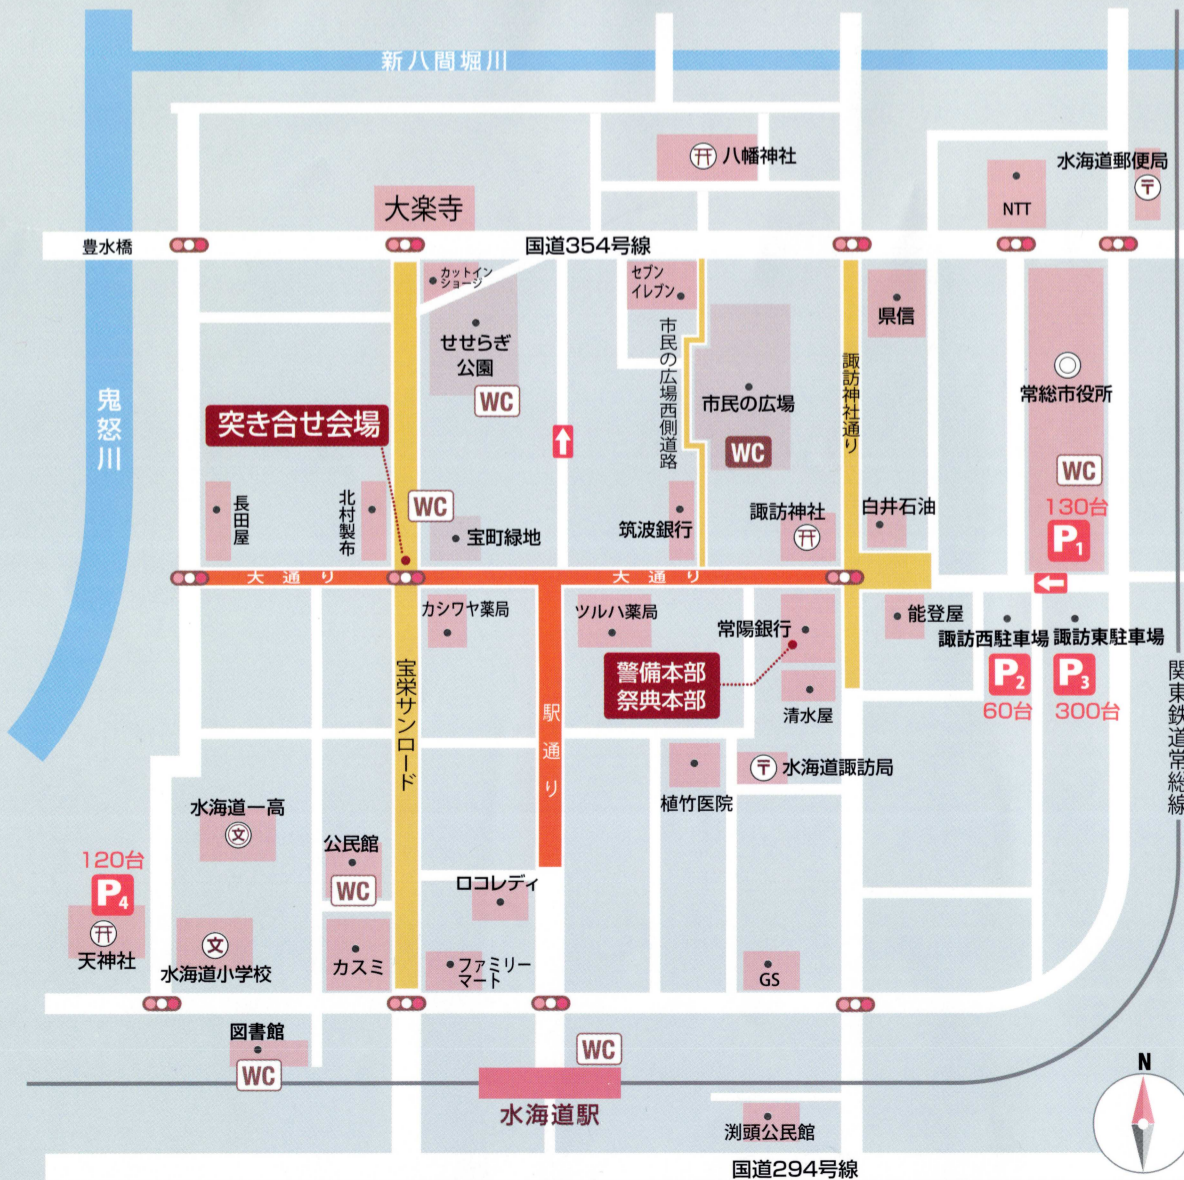 新八間堀川
八幡神社
水海道郵便局
NTT
大楽寺
豊水橋
国道354号線
カットイン
ショージ
セブン
イレブン
県信
せせらぎ
公園
WC
市民の広場西側道路
市民の広場
WC
諏訪神社通り
常総市役所
WC
130台
P1
鬼怒川
突き合せ会場
長田屋
北村製布
WC
宝町緑地
筑波銀行
諏訪神社
白井石油
大通り
大通り
カシワヤ薬局
ツルハ薬局
常陽銀行
能登屋
諏訪西駐車場
諏訪東駐車場
P2
60台
P3
300台
警備本部
祭典本部
清水屋
宝栄サンロード
駅通り
関東鉄道常総線
植竹医院
〒
水海道諏訪局
水海道一高
文
公民館
WC
120台
P4
天神社
文
水海道小学校
カスミ
ロコレディ
ファミリー
マート
GS
図書館
WC
WC
水海道駅
渕頭公民館
国道294号線
N